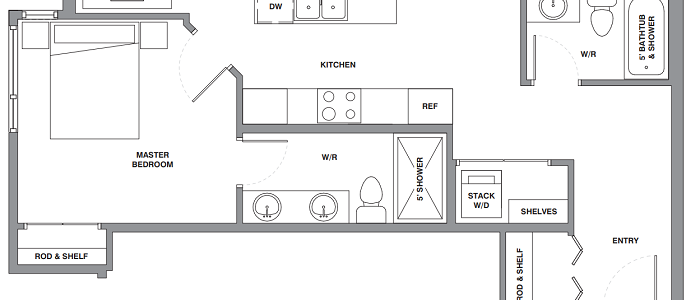 DW
KITCHEN
W/R
5' BATHTUB
& SHOWER
REF
MASTER
BEDROOM
W/R
5' SHOWER
STACK
W/D
SHELVES
ROD & SHELF
ENTRY
ROD & SHELF